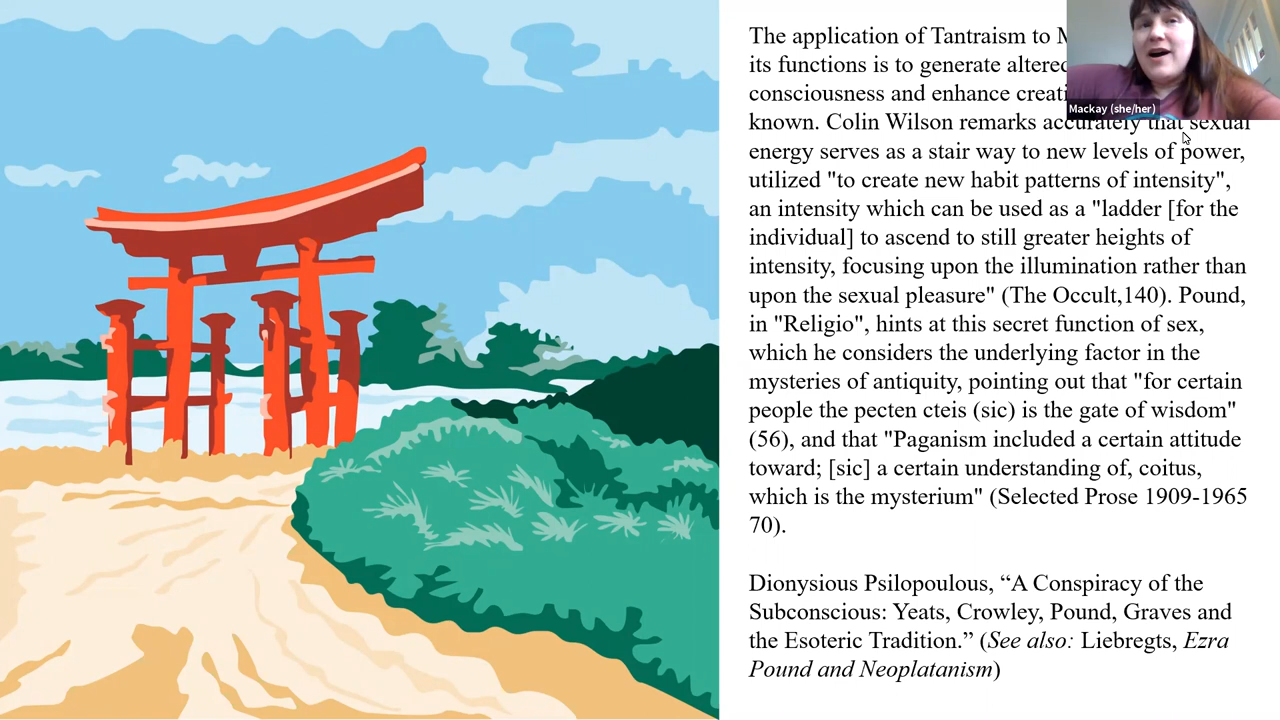 The application of Tantraism to
its functions is to generate altered
consciousness and enhance
Mackay (she/her)
known. Colin Wilson remarks accurately that sexual
energy serves as a stair way to new levels of power,
utilized "to create new habit patterns of intensity",
an intensity which can be used as a "ladder [for the
individual] to ascend to still greater heights of
intensity, focusing upon the illumination rather than
upon the sexual pleasure" (The Occult,140). Pound,
in "Religio", hints at this secret function of sex,
which he considers the underlying factor in the
mysteries of antiquity, pointing out that "for certain
people the pecten cteis (sic) is the gate of wisdom"
(56), and that "Paganism included a certain attitude
toward; [sic] a certain understanding of, coitus,
which is the mysterium" (Selected Prose 1909-1965
70).
Dionysious Psilopoulous, “A Conspiracy of the
Subconscious: Yeats, Crowley, Pound, Graves and
the Esoteric Tradition.” (See also: Liebregts, Ezra
Pound and Neoplatanism)